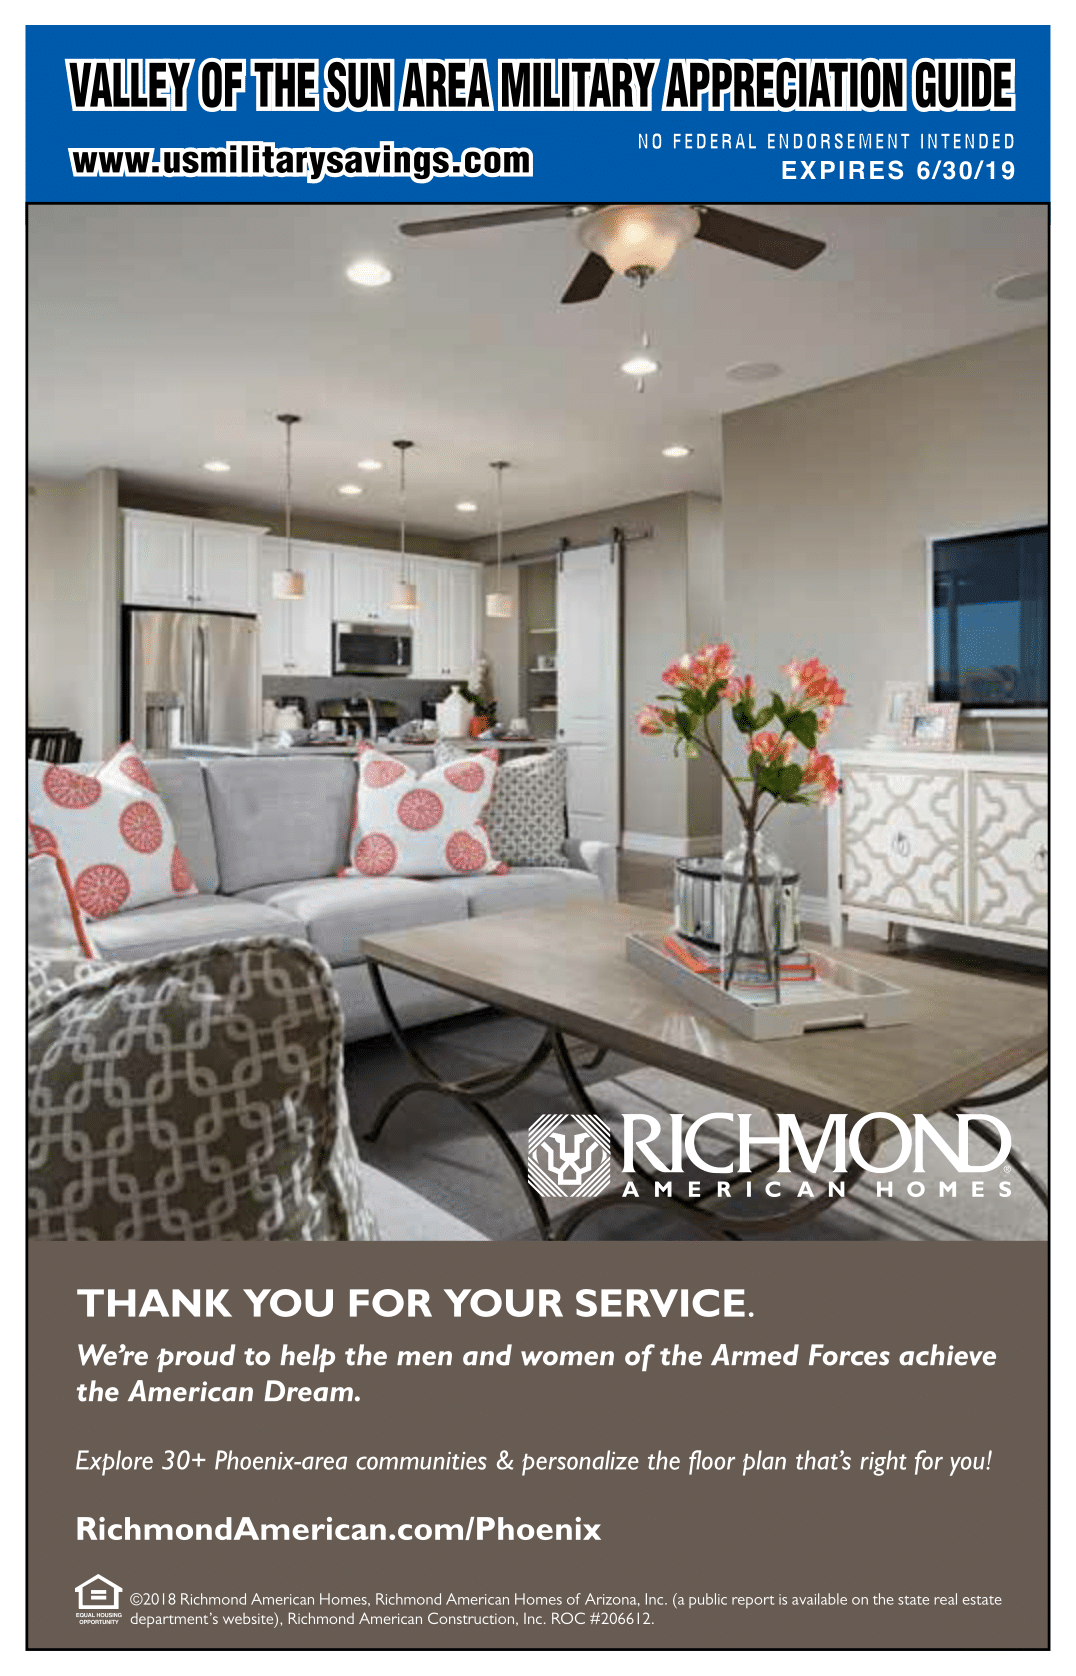 VALLEY OF THE SUN AREA MILITARY APPRECIATION GUIDE
www.usmilitarysavings.com
NO FEDERAL ENDORSEMENT INTENDED
EXPIRES 6/30/19
RICHMOND®
AMERICAN HOMES
THANK YOU FOR YOUR SERVICE.
We’re proud to help the men and women of the Armed Forces achieve
the American Dream.
Explore 30+ Phoenix-area communities & personalize the floor plan that’s right for you!
RichmondAmerican.com/Phoenix
EQUAL HOUSING
OPPORTUNITY
©2018 Richmond American Homes, Richmond American Homes of Arizona, Inc. (a public report is available on the state real estate
department’s website), Richmond American Construction, Inc. ROC #206612.